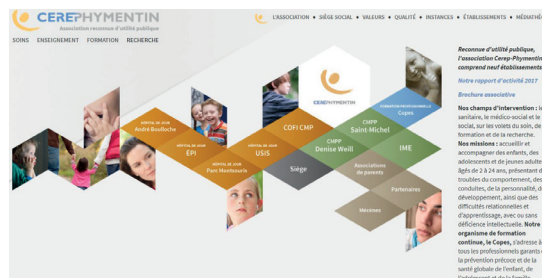 CEREPHYMENTIN
Association reconnue d'utilité publique
L'ASSOCIATION • SIÈGE SOCIAL • VALEURS • QUALITÉ • INSTANCES • ÉTABLISSEMENTS • MÉDIATHÈ
SOINS ENSEIGNEMENT FORMATION RECHERCHE
CEREPHYMENTIN
HÔPITAL DE JOUR
André Boulloche
HÔPITAL DE JOUR
EPI
HÔPITAL DE JOUR
Parc Montsouris
HÔPITAL DE JOUR
USIS
COFI CMP
Siège
CMPP
Denise Weill
CMPP
Saint-Michel
FORMATION PROFESSIONNELLE
Copes
IME
Associations
de parents
Partenaires
Mécènes
Reconnue d'utilité publique,
l'association Cerep-Phymentin
comprend neuf établissements
Notre rapport d'activité 2017
Brochure associative
Nos champs d'intervention : le
sanitaire, le médico-social et le
social, sur les volets du soin, de
formation et de la recherche.
Nos missions : accueillir et
accompagner des enfants, des
adolescents et de jeunes adulte
âgés de 2 à 24 ans, présentant d
troubles du comportement, des
conduites, de la personnalité, d
développement, ainsi que des
difficultés relationnelles et
d'apprentissage, avec ou sans
déficience intellectuelle. Notre
organisme de formation
continue, le Copes, s'adresse à
tous les professionnels garants
la prévention précoce et de la
santé globale de l'enfant, de
l'adolescent et de la famille